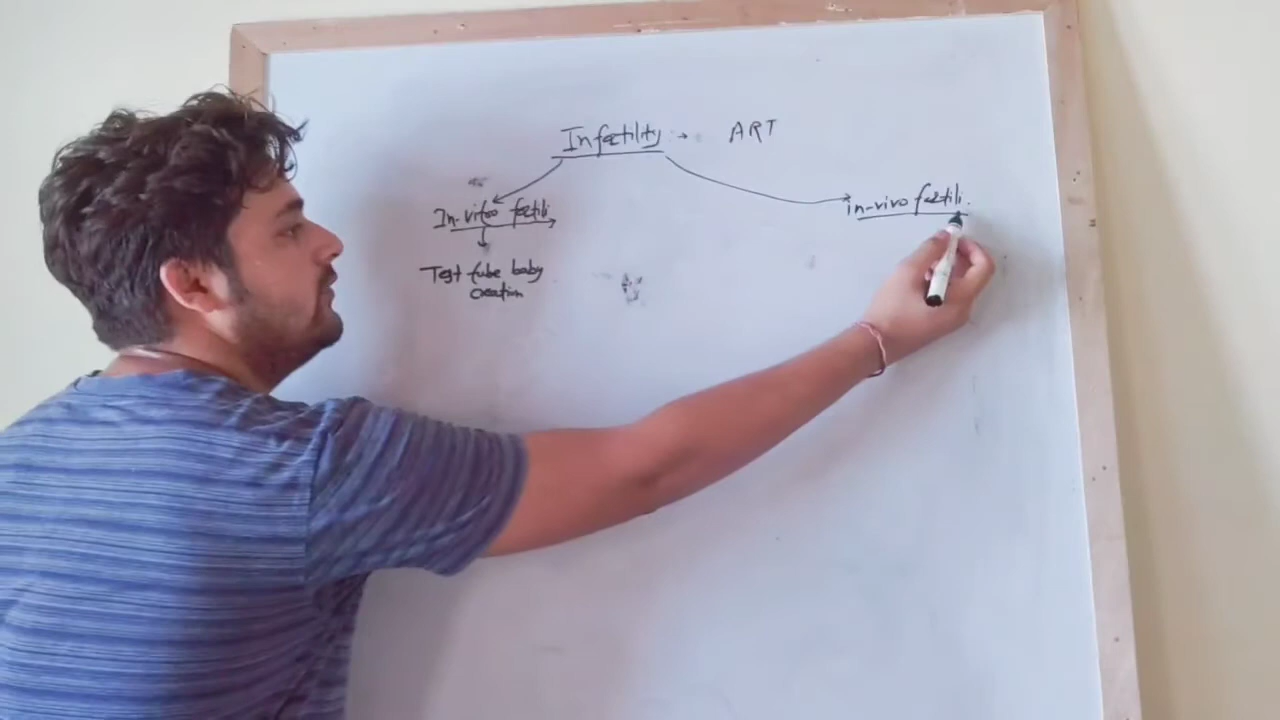 Infertility → ART
In-vitro fertili
in-vivo fertili.
Test tube baby
creation